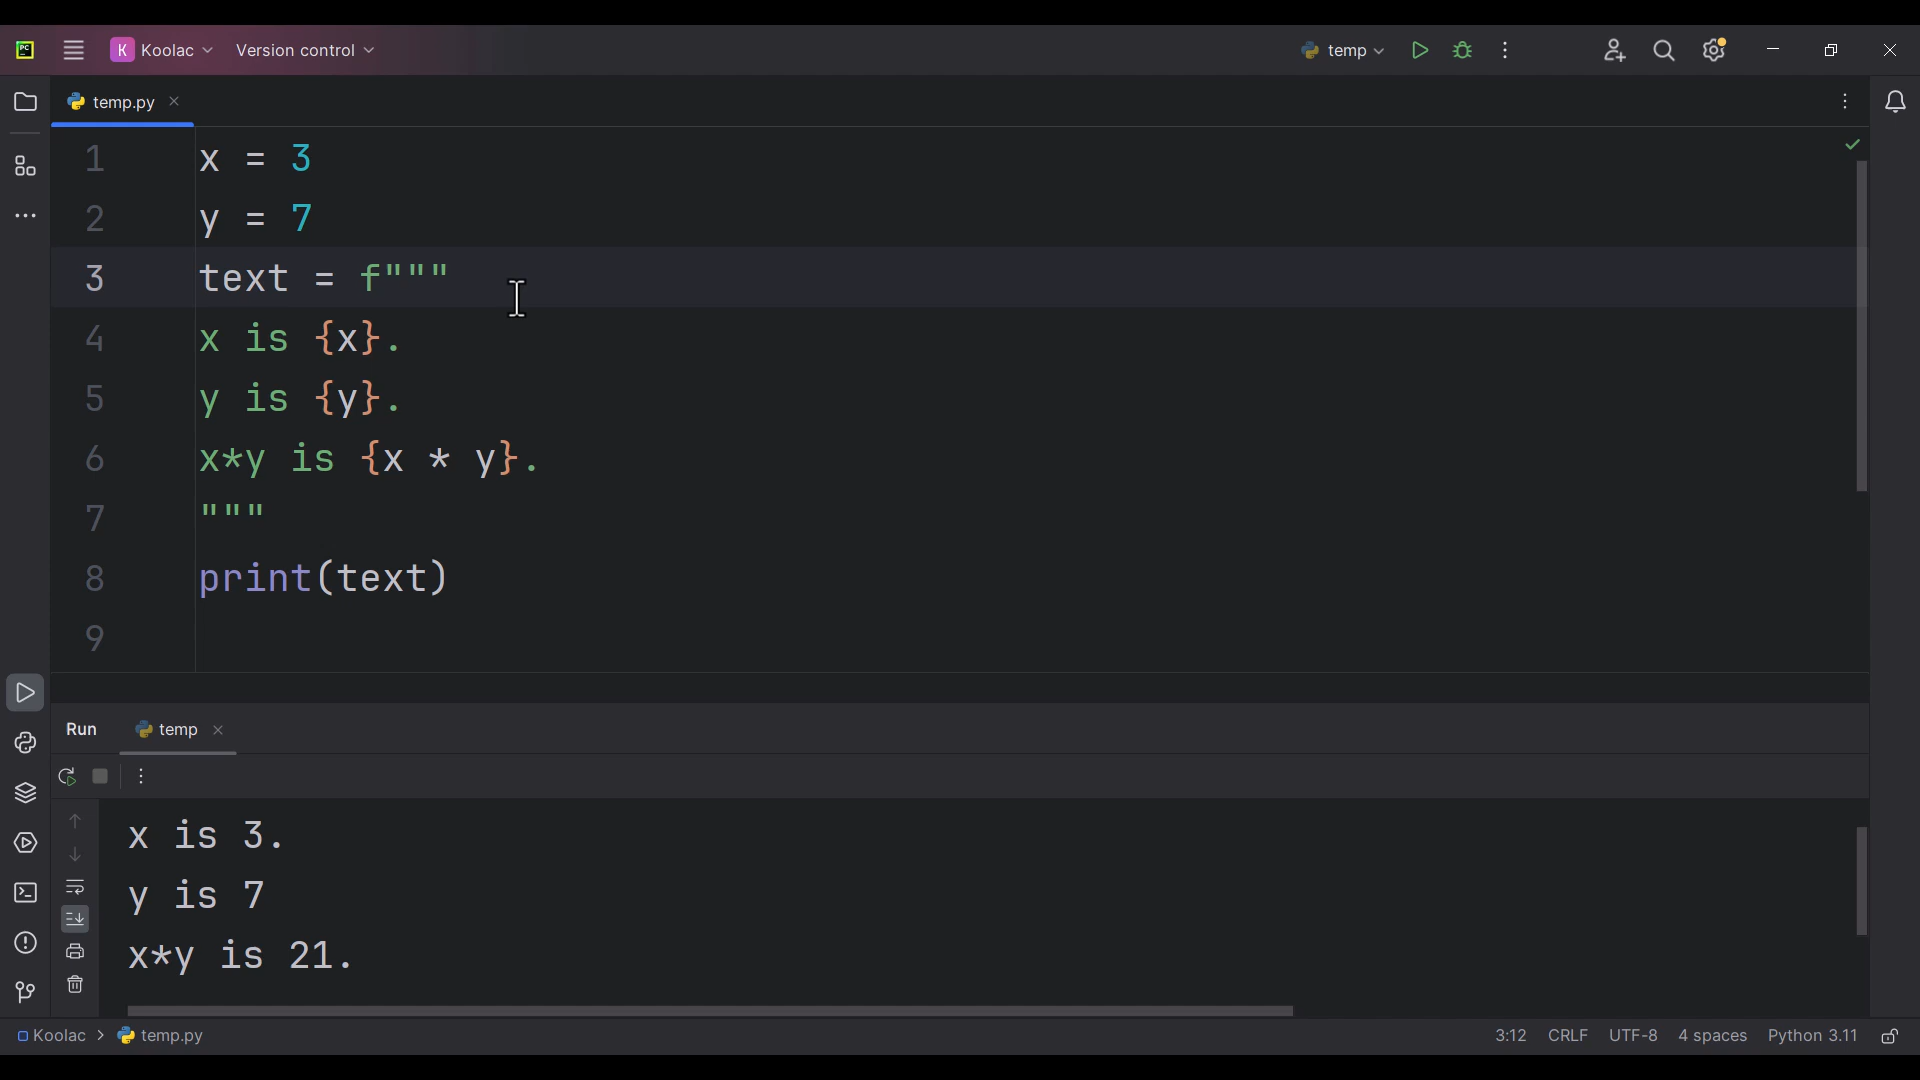 PC
K Koolac Version control temp
temp.py
1 x = 3
2 y = 7
3 text = f"""
4 x is {x}.
5 y is {y}.
6 x*y is {x * y}.
7 """
8 print(text)
9
Run temp
x is 3.
y is 7
x*y is 21.
Koolac > temp.py 3:12 CRLF UTF-8 4 spaces Python 3.11